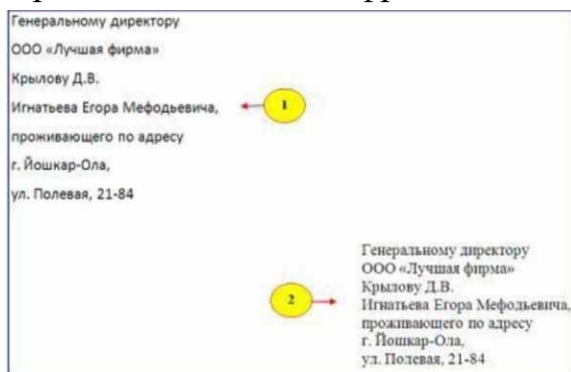 Генеральному директору
ООО «Лучшая фирма»
Крылову Д.В.
Игнатьева Егора Мефодьевича,
1
проживающего по адресу
г. Йошкар-Ола,
ул. Полевая, 21-84
Генеральному директору
ООО «Лучшая фирма»
Крылову Д.В.
2
Игнатьева Егора Мефодьевича,
проживающего по адресу
г. Йошкар-Ола,
ул. Полевая, 21-84